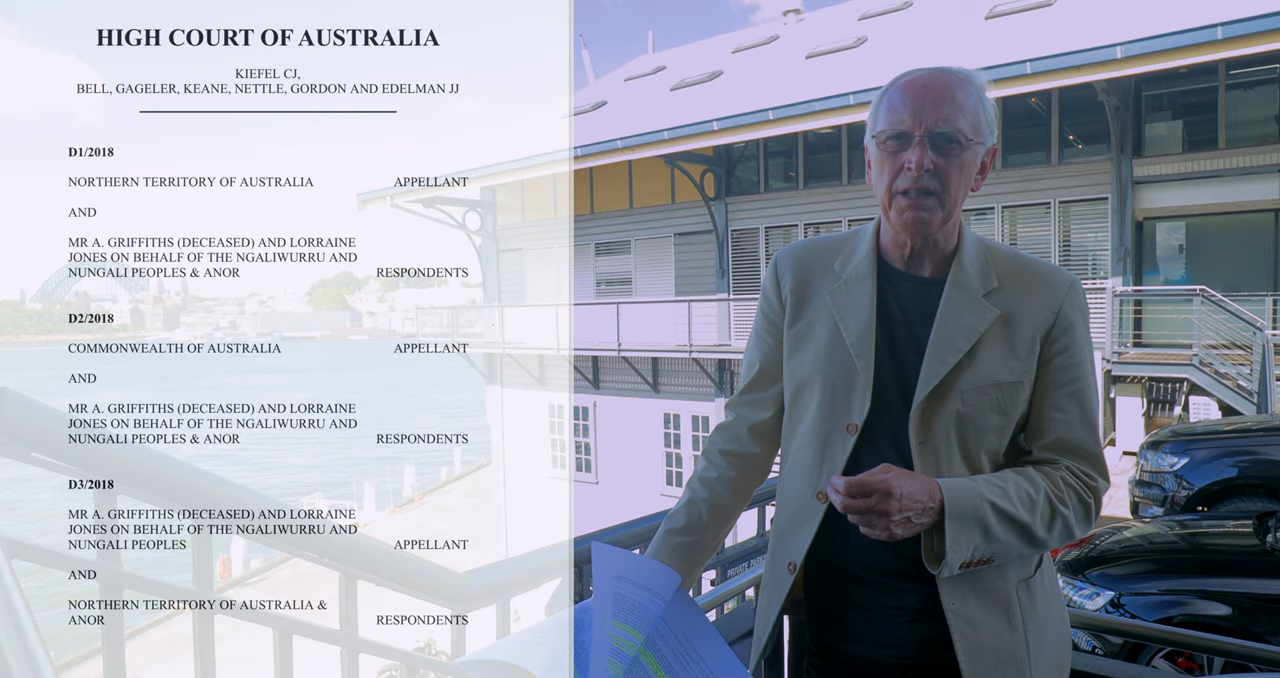 HIGH COURT OF AUSTRALIA
KIEFEL CJ,
BELL, GAGELER, KEANE, NETTLE, GORDON AND EDELMAN JJ
D1/2018
NORTHERN TERRITORY OF AUSTRALIA APPELLANT
AND
MR A. GRIFFITHS (DECEASED) AND LORRAINE
JONES ON BEHALF OF THE NGALIWURRU AND
NUNGALI PEOPLES & ANOR RESPONDENTS
D2/2018
COMMONWEALTH OF AUSTRALIA APPELLANT
AND
MR A. GRIFFITHS (DECEASED) AND LORRAINE
JONES ON BEHALF OF THE NGALIWURRU AND
NUNGALI PEOPLES & ANOR RESPONDENTS
D3/2018
MR A. GRIFFITHS (DECEASED) AND LORRAINE
JONES ON BEHALF OF THE NGALIWURRU AND
NUNGALI PEOPLES APPELLANT
AND
NORTHERN TERRITORY OF AUSTRALIA &
ANOR RESPONDENTS
PRIVATE